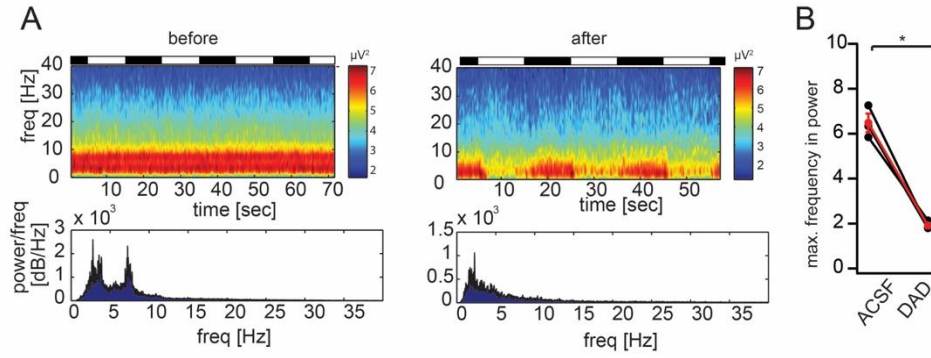 A
before
after
B
µV²
40
30
20
10
0
freq [Hz]
7
6
5
4
3
2
0 10 20 30 40 50 60 70
time [sec]
µV²
40
30
20
10
0
7
6
5
4
3
2
10 20 30 40 50
time [sec]
x 10³
3
2
1
0
power/freq
[dB/Hz]
0 5 10 15 20 25 30 35
freq [Hz]
x 10³
1.5
1
0.5
0
0 5 10 15 20 25 30 35
freq [Hz]
*
10
8
6
4
2
0
max. frequency in power
ACSF
DAD